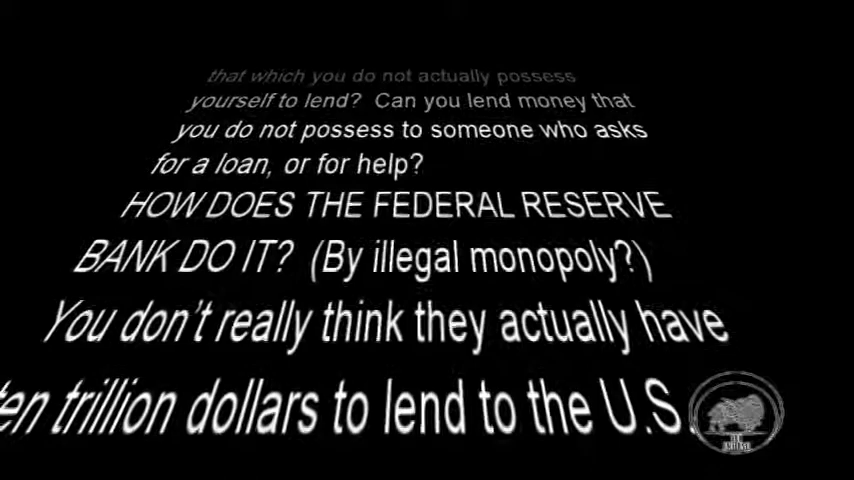 that which you do not actually possess
yourself to lend? Can you lend money that
you do not possess to someone who asks
for a loan, or for help?
HOW DOES THE FEDERAL RESERVE
BANK DO IT? (By illegal monopoly?)
You don't really think they actually have
ten trillion dollars to lend to the U.S.